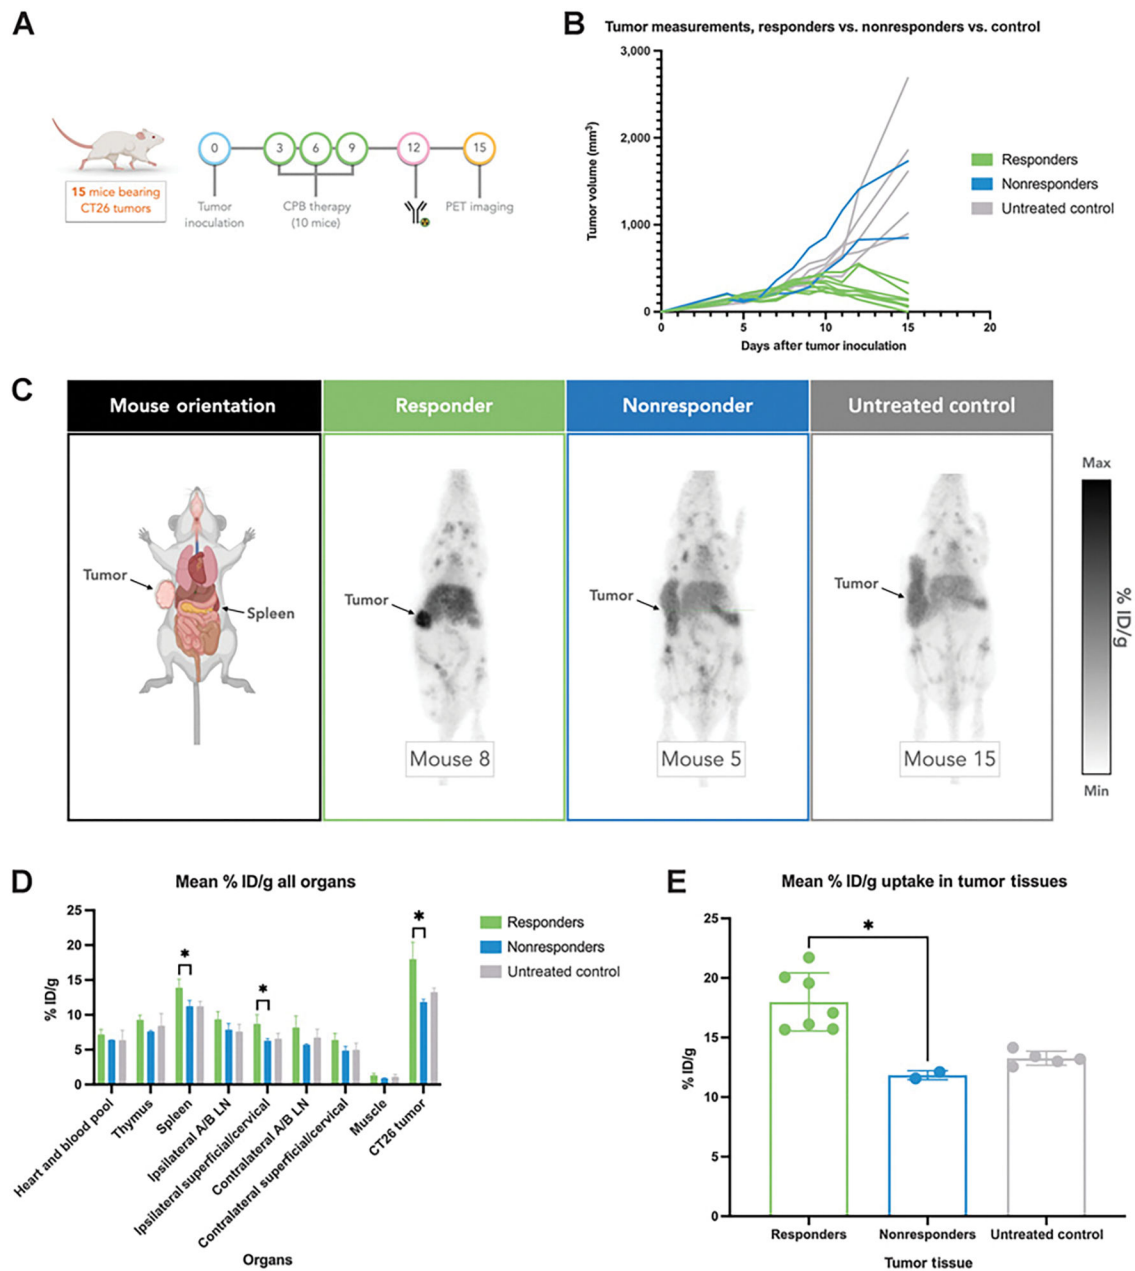 A
15 mice bearing
CT26 tumors
0
3
6
9
12
15
Tumor
inoculation
CPB therapy
(10 mice)
PET imaging
B
Tumor measurements, responders vs. nonresponders vs. control
Tumor volume (mm³)
3,000
2,000
1,000
0
0
5
10
15
20
Days after tumor inoculation
Responders
Nonresponders
Untreated control
C
Mouse orientation
Responder
Nonresponder
Untreated control
Tumor
Spleen
Tumor
Mouse 8
Tumor
Mouse 5
Tumor
Mouse 15
Max
% ID/g
Min
D
Mean % ID/g all organs
% ID/g
25
20
15
10
5
0
*
*
*
Heart and blood pool
Thymus
Spleen
Ipsilateral A/B LN
Ipsilateral superficial/cervical
Contralateral A/B LN
Contralateral superficial/cervical
Muscle
CT26 tumor
Organs
Responders
Nonresponders
Untreated control
E
Mean % ID/g uptake in tumor tissues
% ID/g
25
20
15
10
5
0
*
Responders
Nonresponders
Untreated control
Tumor tissue